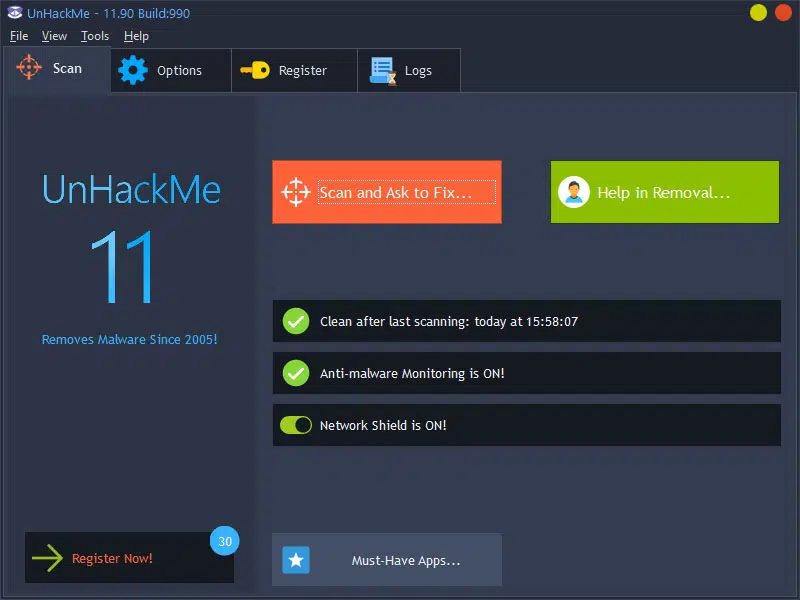 UnHackMe - 11.90 Build:990
File View Tools Help
Scan Options Register Logs
UnHackMe
11
Removes Malware Since 2005!
Scan and Ask to Fix...
Help in Removal...
Clean after last scanning: today at 15:58:07
Anti-malware Monitoring is ON!
Network Shield is ON!
Register Now!
30
Must-Have Apps...